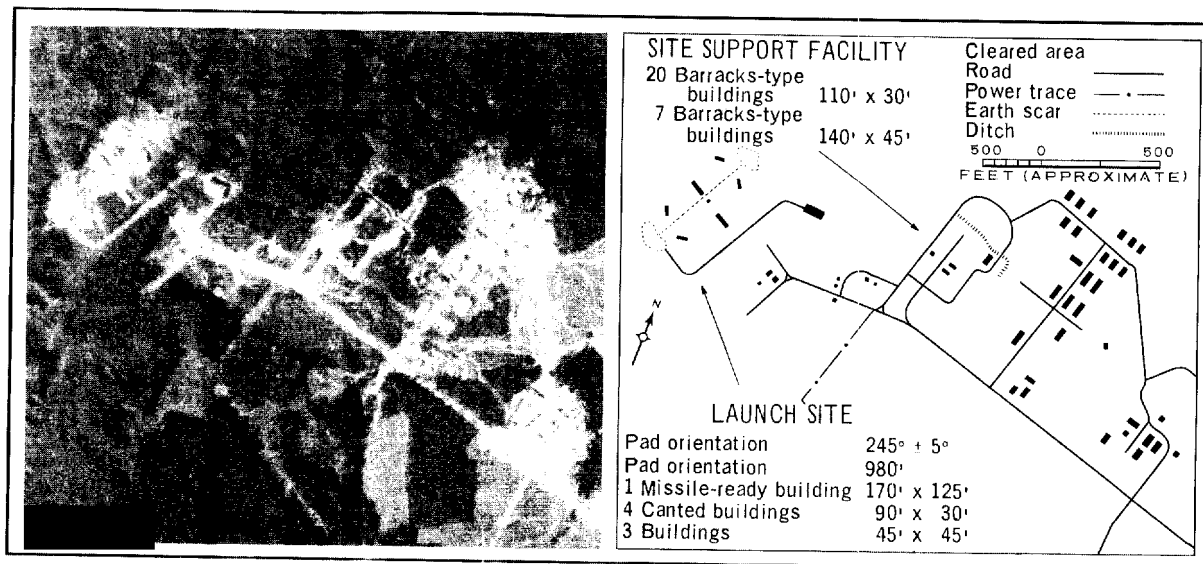 SITE SUPPORT FACILITY
20 Barracks-type
buildings 110' x 30'
7 Barracks-type
buildings 140' x 45'
Cleared area
Road
Power trace
Earth scar
Ditch
500 0 500
FEET (APPROXIMATE)
N
LAUNCH SITE
Pad orientation 245° ± 5°
Pad orientation 980'
1 Missile-ready building 170' x 125'
4 Canted buildings 90' x 30'
3 Buildings 45' x 45'